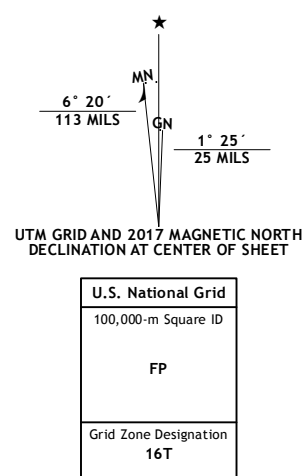 ★
MN.
GN
6° 20´
113 MILS
1° 25´
25 MILS
UTM GRID AND 2017 MAGNETIC NORTH
DECLINATION AT CENTER OF SHEET
U.S. National Grid
100,000-m Square ID
FP
Grid Zone Designation
16T